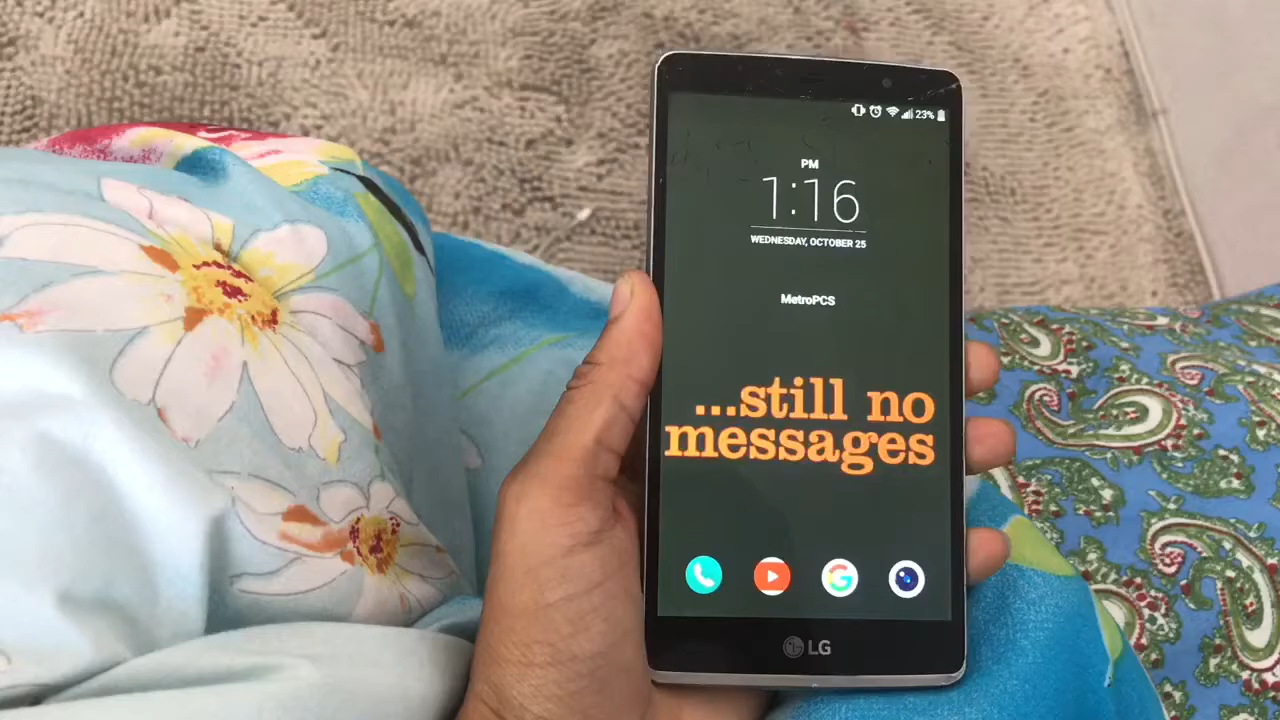 23%
PM
1:16
WEDNESDAY, OCTOBER 25
MetroPCS
...still no
messages
G
LG